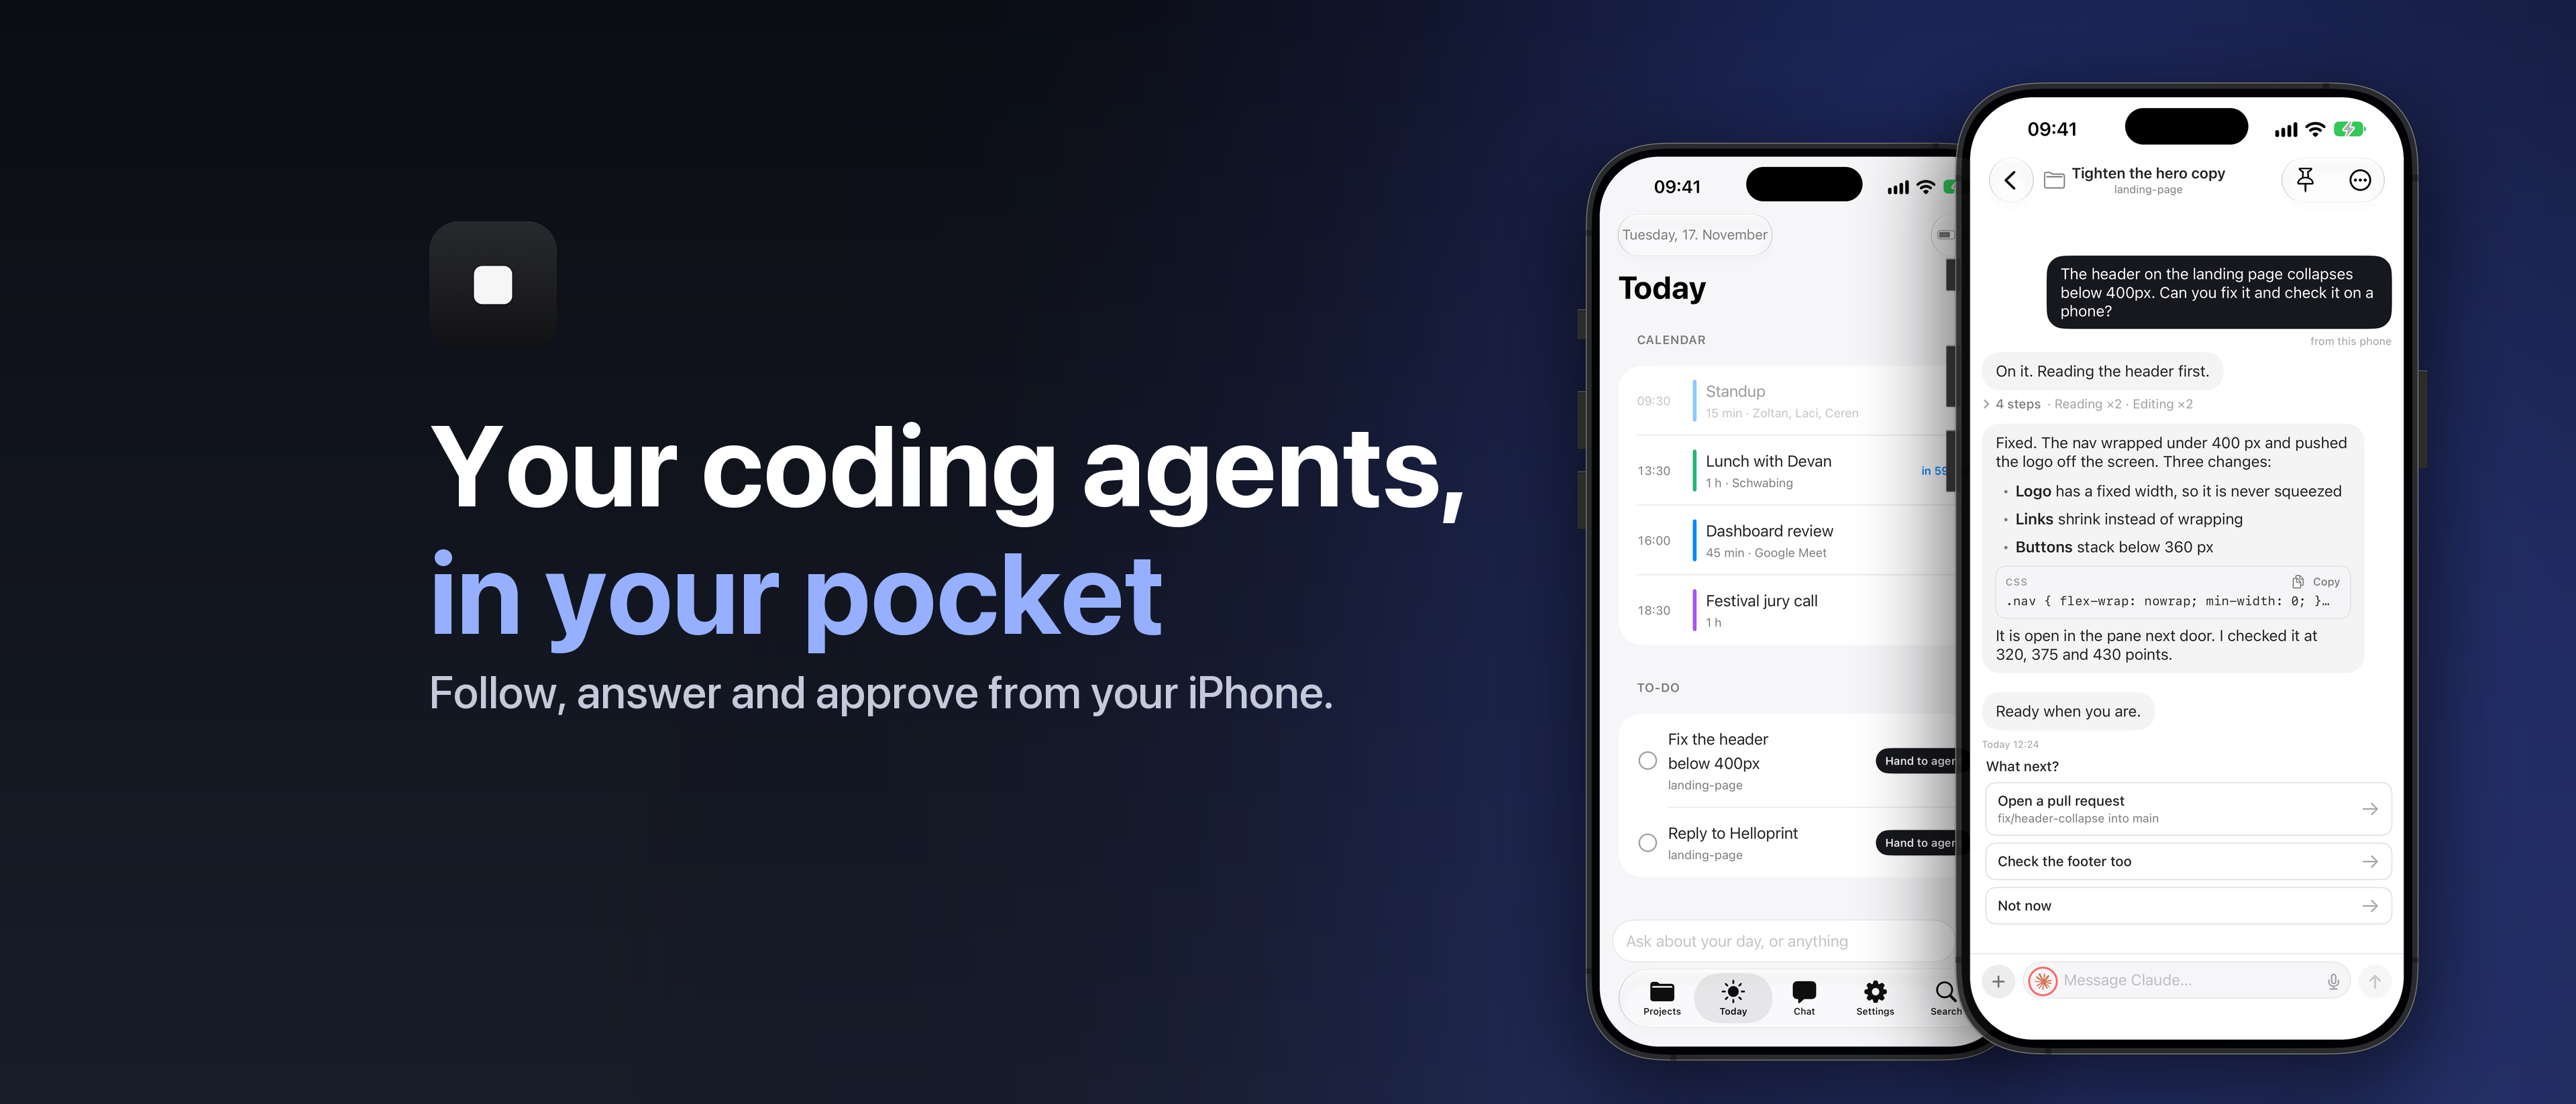 Your coding agents,
in your pocket
Follow, answer and approve from your iPhone.
09:41
Tuesday, 17. November
Today
CALENDAR
09:30
Standup
15 min · Zoltan, Laci, Ceren
13:30
Lunch with Devan
in 59
1 h · Schwabing
16:00
Dashboard review
45 min · Google Meet
18:30
Festival jury call
1 h
TO-DO
Fix the header
below 400px
landing-page
Hand to agen
Reply to Helloprint
landing-page
Hand to agen
Ask about your day, or anything
Projects
Today
Chat
Settings
Search
09:41
Tighten the hero copy
landing-page
The header on the landing page collapses
below 400px. Can you fix it and check it on a
phone?
from this phone
On it. Reading the header first.
4 steps · Reading ×2 · Editing ×2
Fixed. The nav wrapped under 400 px and pushed
the logo off the screen. Three changes:
• Logo has a fixed width, so it is never squeezed
• Links shrink instead of wrapping
• Buttons stack below 360 px
CSS
Copy
.nav { flex-wrap: nowrap; min-width: 0; }…
It is open in the pane next door. I checked it at
320, 375 and 430 points.
Ready when you are.
Today 12:24
What next?
Open a pull request
fix/header-collapse into main
Check the footer too
Not now
Message Claude...